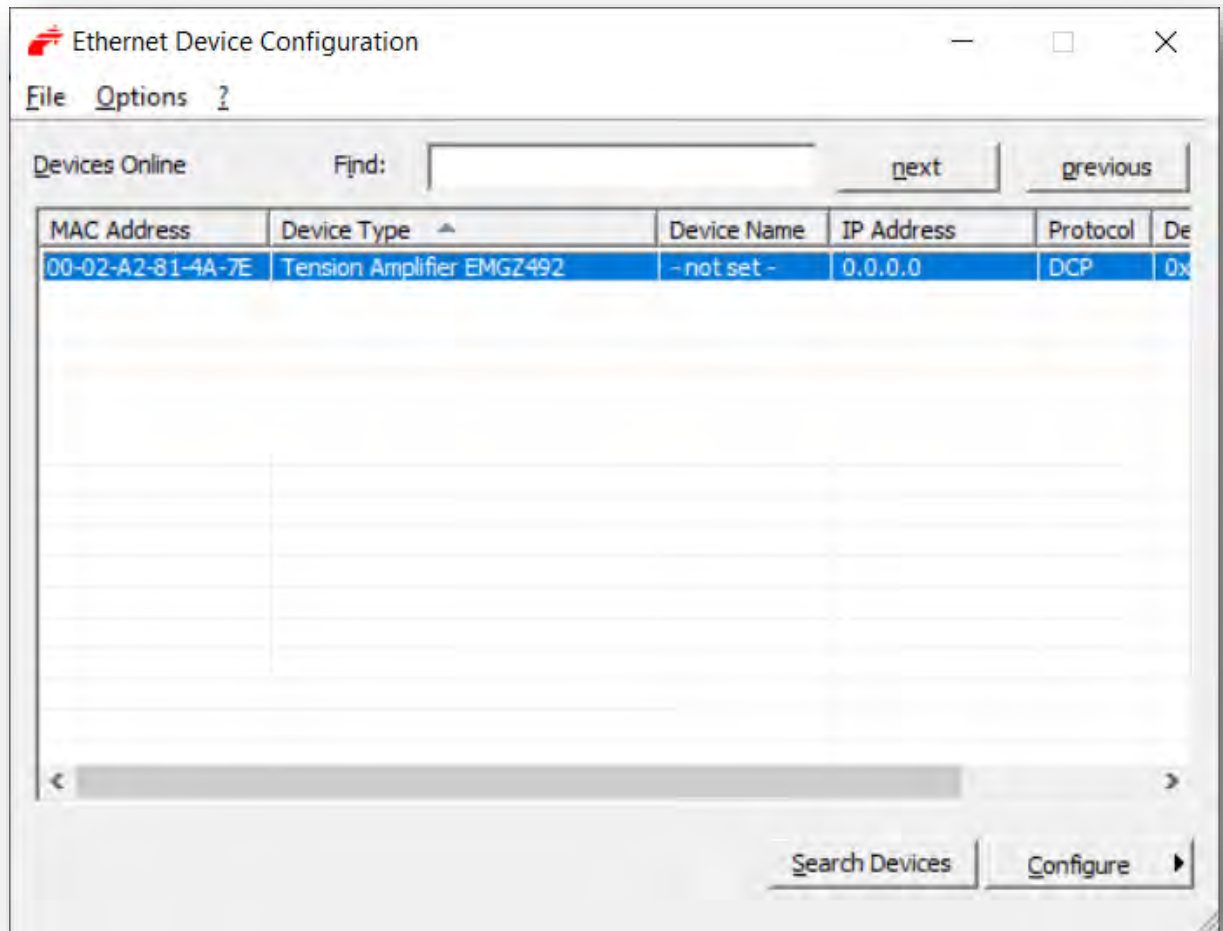 Ethernet Device Configuration
File Options ?
Devices Online Find: next previous
MAC Address Device Type Device Name IP Address Protocol De
00-02-A2-81-4A-7E Tension Amplifier EMGZ492 - not set - 0.0.0.0 DCP 0x
Search Devices Configure